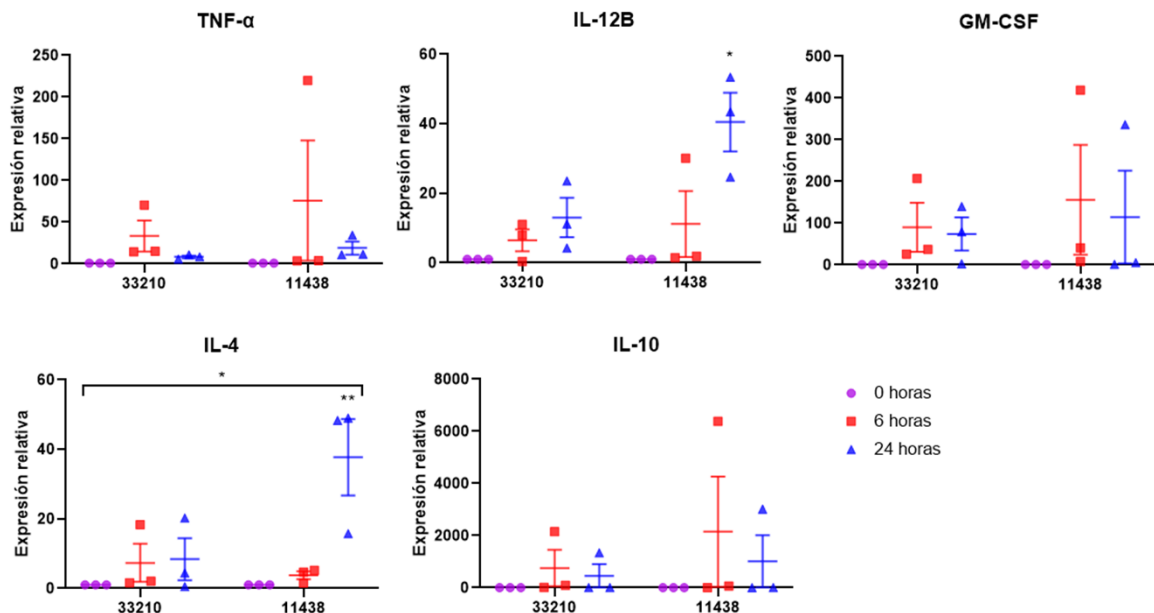 TNF-α
IL-12B
GM-CSF
Expresión relativa
250
200
150
100
50
0
33210
11438
Expresión relativa
60
40
20
0
*
33210
11438
Expresión relativa
500
400
300
200
100
0
33210
11438
IL-4
IL-10
Expresión relativa
60
40
20
0
*
**
33210
11438
Expresión relativa
8000
6000
4000
2000
0
33210
11438
0 horas
6 horas
24 horas